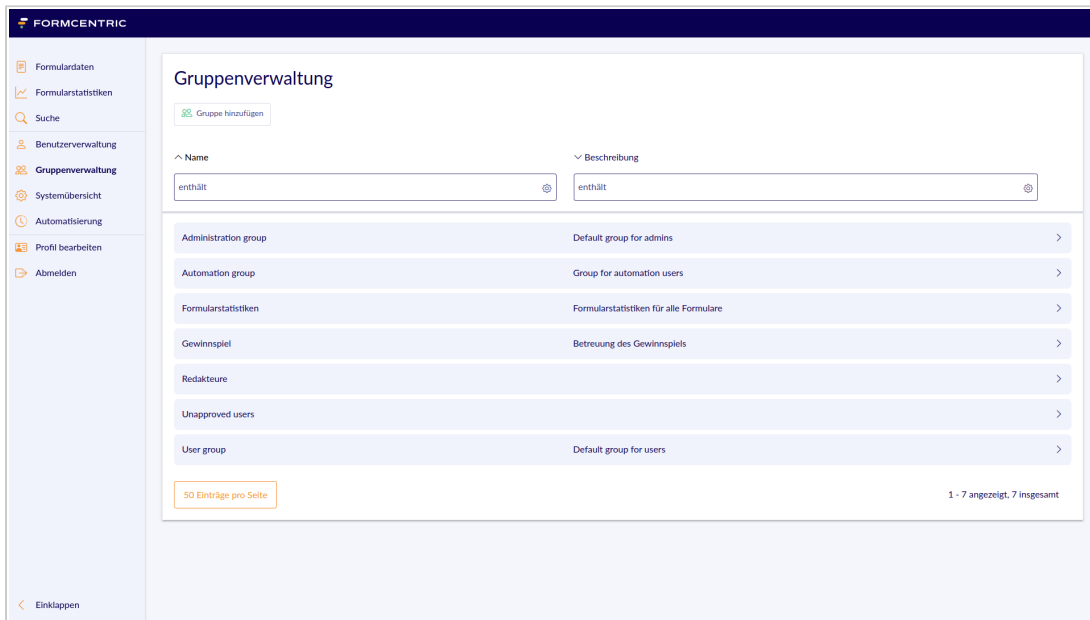 FORMCENTRIC
Formulardaten
Formularstatistiken
Suche
Benutzerverwaltung
Gruppenverwaltung
Systemübersicht
Automatisierung
Profil bearbeiten
Abmelden
Einklappen
Gruppenverwaltung
Gruppe hinzufügen
Name Beschreibung
enthält enthält
Administration group Default group for admins
Automation group Group for automation users
Formularstatistiken Formularstatistiken für alle Formulare
Gewinnspiel Betreuung des Gewinnspiels
Redakteure
Unapproved users
User group Default group for users
50 Einträge pro Seite 1 - 7 angezeigt, 7 insgesamt